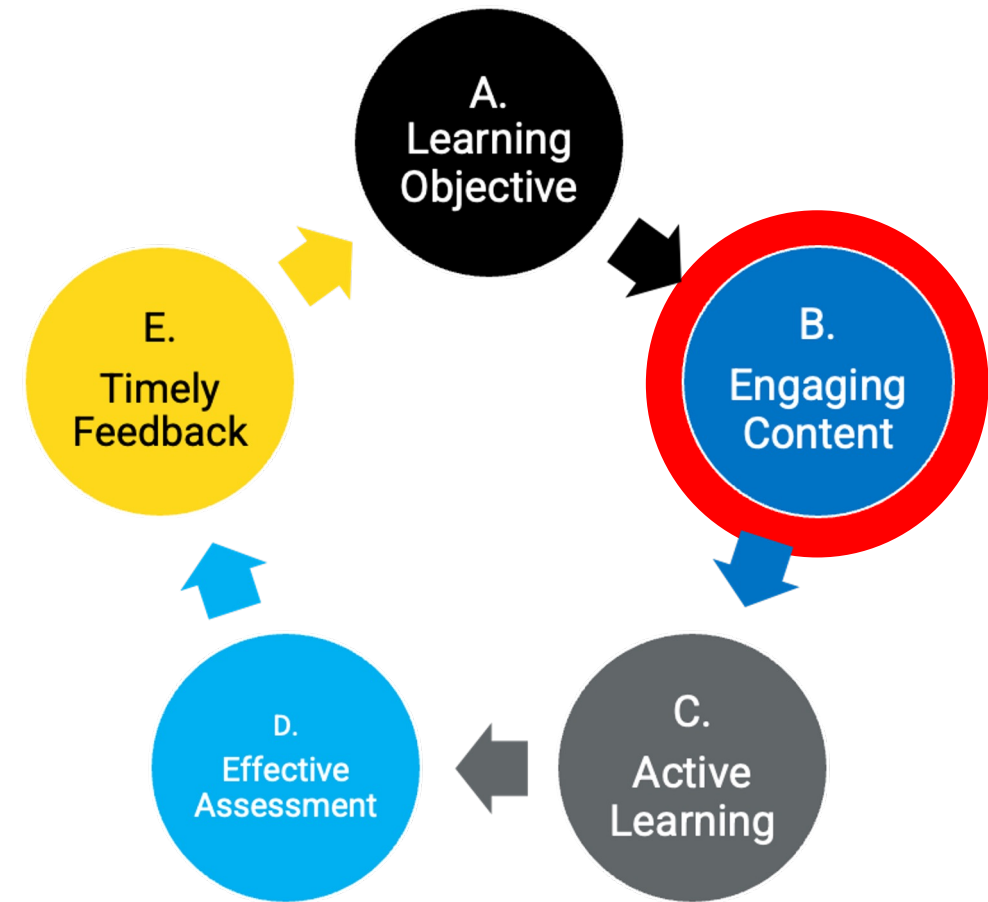 A.
Learning
Objective
B.
Engaging
Content
C.
Active
Learning
D.
Effective
Assessment
E.
Timely
Feedback